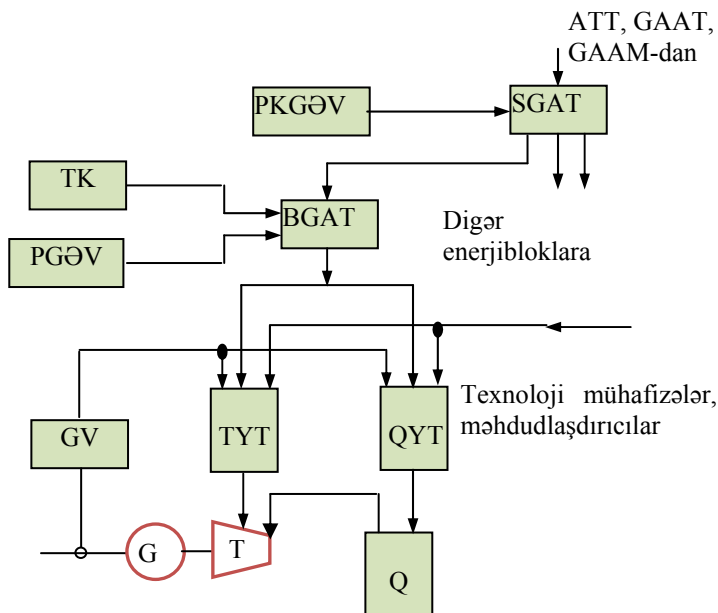 ATT, GAAT,
GAAM-dan
PKGƏV
SGAT
TK
BGAT
PGƏV
Digər
enerjibloklara
Texnoloji mühafizələr,
məhdudlaşdırıcılar
GV
TYT
QYT
G
T
Q